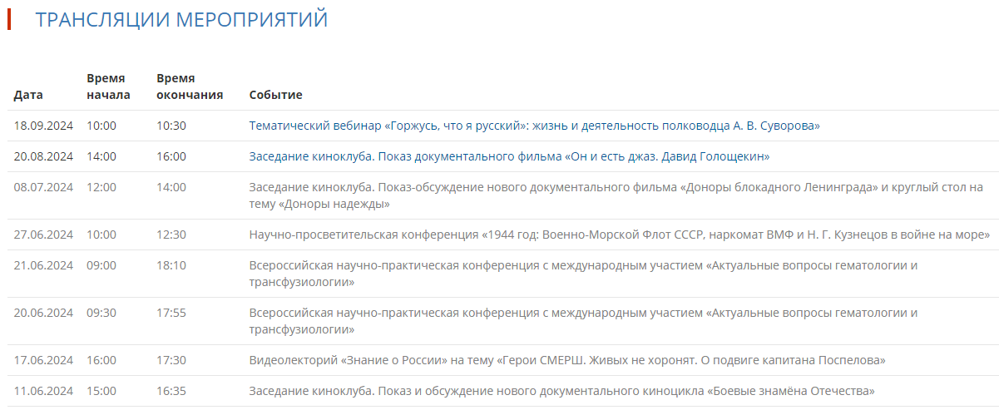 ТРАНСЛЯЦИИ МЕРОПРИЯТИЙ
Дата Время начала Время окончания Событие
18.09.2024 10:00 10:30 Тематический вебинар «Горжусь, что я русский»: жизнь и деятельность полководца А. В. Суворова»
20.08.2024 14:00 16:00 Заседание киноклуба. Показ документального фильма «Он и есть джаз. Давид Голощекин»
08.07.2024 12:00 14:00 Заседание киноклуба. Показ-обсуждение нового документального фильма «Доноры блокадного Ленинграда» и круглый стол на
тему «Доноры надежды»
27.06.2024 10:00 12:30 Научно-просветительская конференция «1944 год: Военно-Морской Флот СССР, наркомат ВМФ и Н. Г. Кузнецов в войне на море»
21.06.2024 09:00 18:10 Всероссийская научно-практическая конференция с международным участием «Актуальные вопросы гематологии и
трансфузиологии»
20.06.2024 09:30 17:55 Всероссийская научно-практическая конференция с международным участием «Актуальные вопросы гематологии и
трансфузиологии»
17.06.2024 16:00 17:30 Видеолекторий «Знание о России» на тему «Герои СМЕРШ. Живых не хоронят. О подвиге капитана Поспелова»
11.06.2024 15:00 16:35 Заседание киноклуба. Показ и обсуждение нового документального киноцикла «Боевые знамёна Отечества»